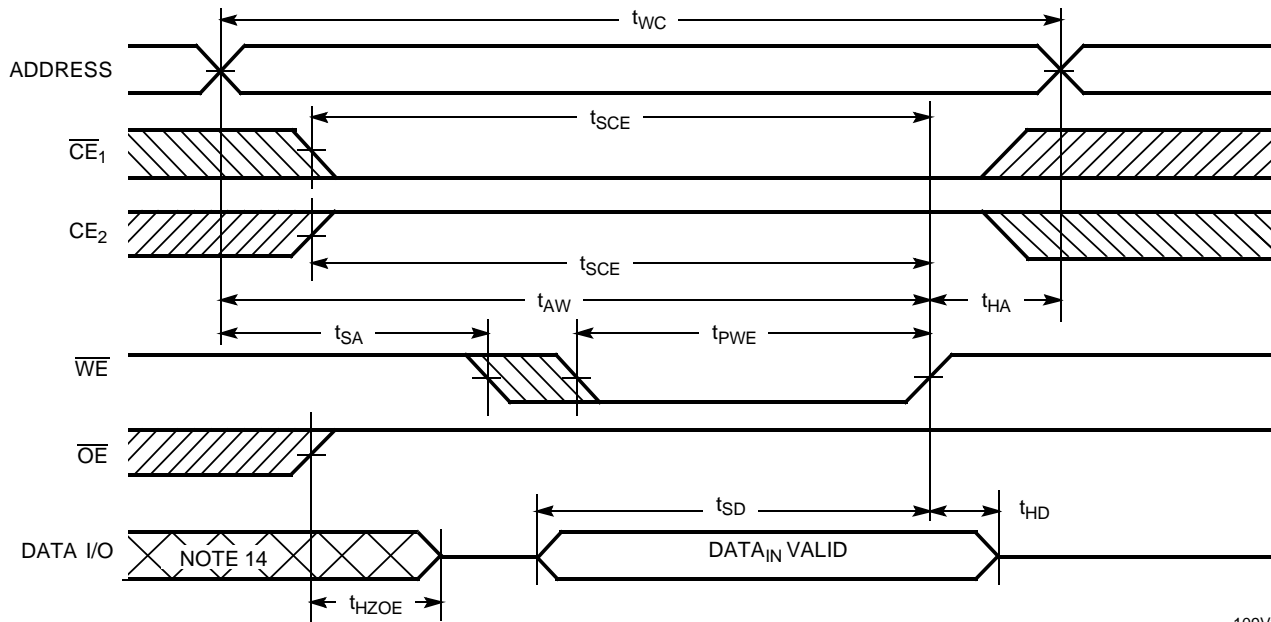 tWC
ADDRESS
tSCE
CE1
CE2
tSCE
tAW
tHA
tSA
tPWE
WE
OE
tSD
tHD
DATA I/O
NOTE 14
DATAIN VALID
tHZOE